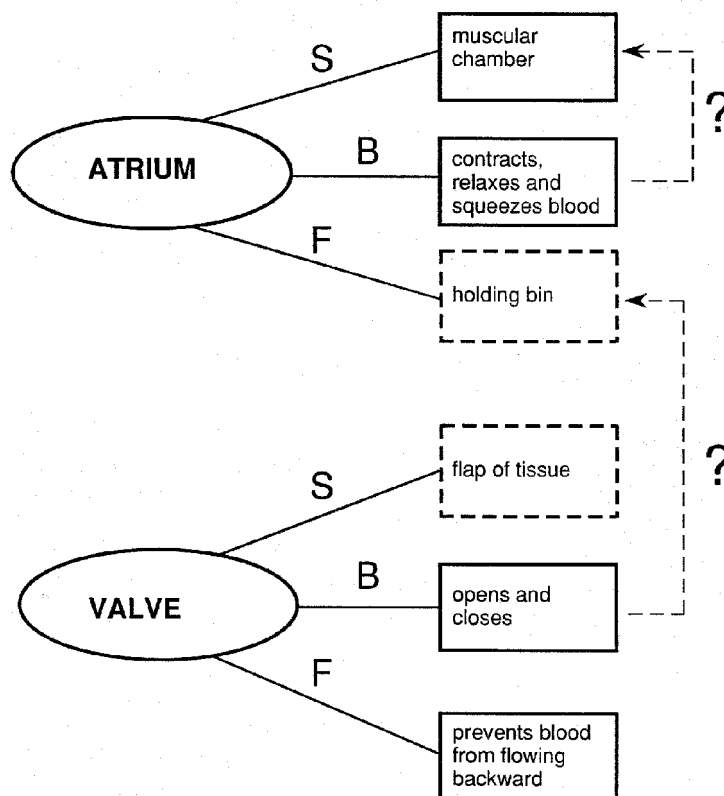 S
muscular
chamber
?
ATRIUM
B
contracts,
relaxes and
squeezes blood
F
holding bin
S
flap of tissue
?
VALVE
B
opens and
closes
F
prevents blood
from flowing
backward